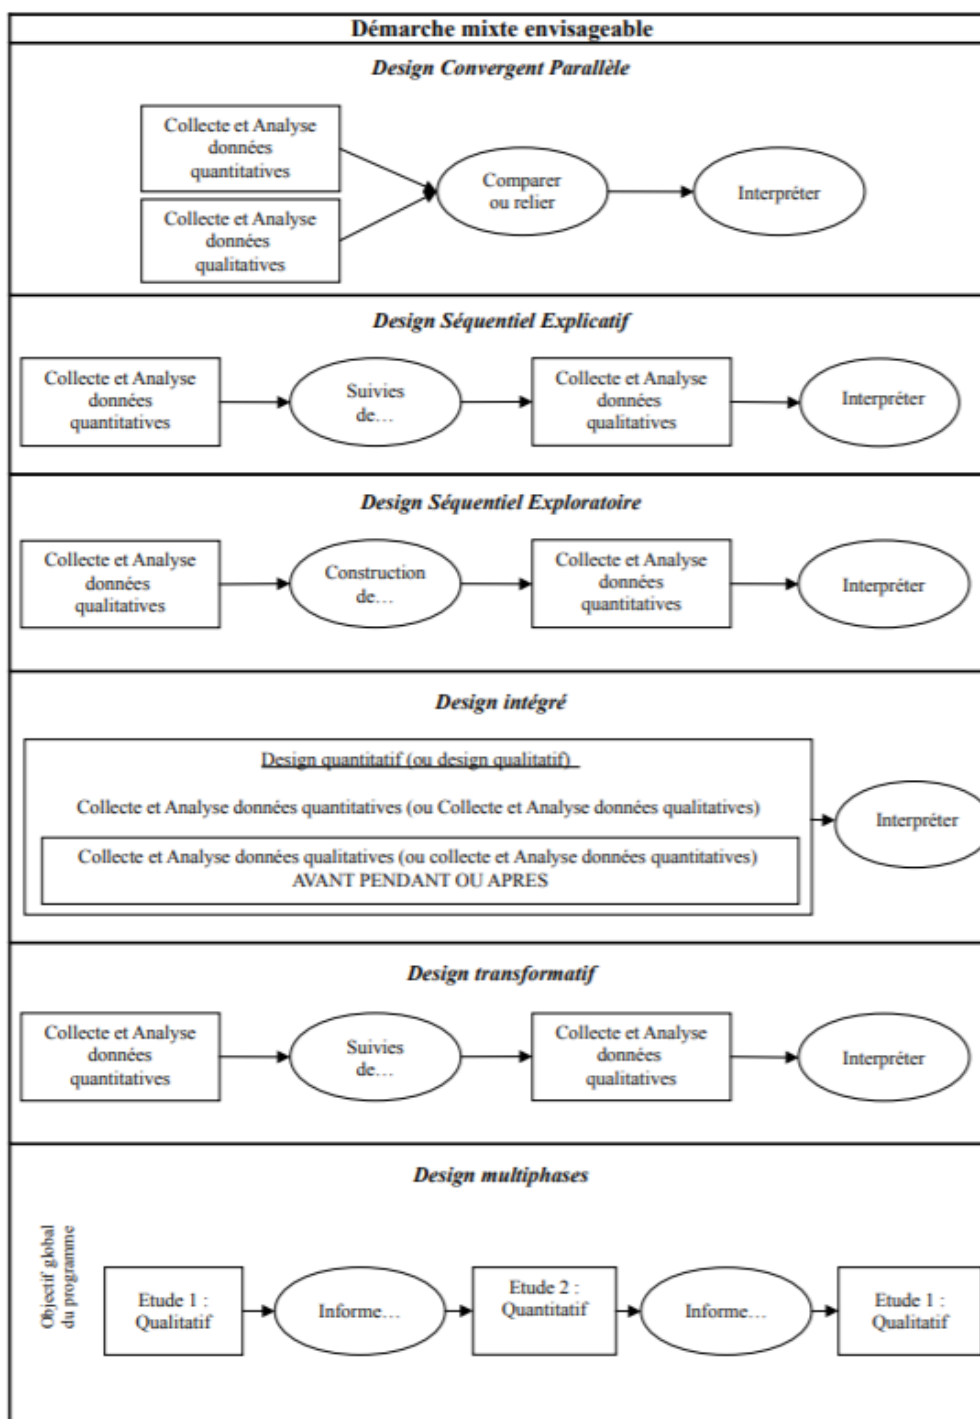 Démarche mixte envisageable
Design Convergent Parallèle
Collecte et Analyse
données
quantitatives
Collecte et Analyse
données
qualitatives
Comparer
ou relier
Interpréter
Design Séquentiel Explicatif
Collecte et Analyse
données
quantitatives
Suivies
de…
Collecte et Analyse
données
qualitatives
Interpréter
Design Séquentiel Exploratoire
Collecte et Analyse
données
qualitatives
Construction
de…
Collecte et Analyse
données
quantitatives
Interpréter
Design intégré
Design quantitatif (ou design qualitatif)
Collecte et Analyse données quantitatives (ou Collecte et Analyse données qualitatives)
Collecte et Analyse données qualitatives (ou collecte et Analyse données quantitatives)
AVANT PENDANT OU APRES
Interpréter
Design transformatif
Collecte et Analyse
données
quantitatives
Suivies
de…
Collecte et Analyse
données
qualitatives
Interpréter
Design multiphases
Objectif global
du programme
Etude 1 :
Qualitatif
Informe…
Etude 2 :
Quantitatif
Informe…
Etude 1 :
Qualitatif